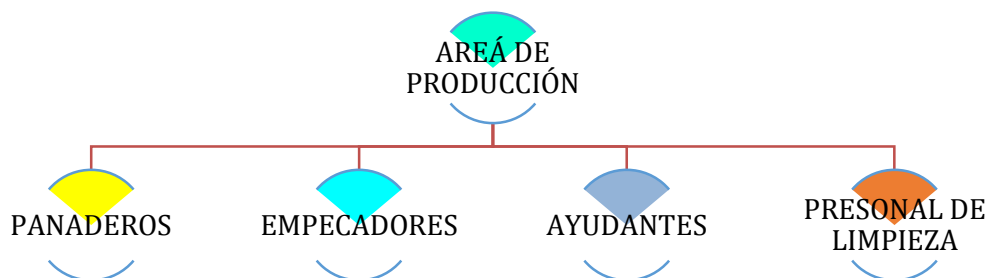 AREÁ DE
PRODUCCIÓN
PANADEROS
EMPECADORES
AYUDANTES
PRESONAL DE
LIMPIEZA